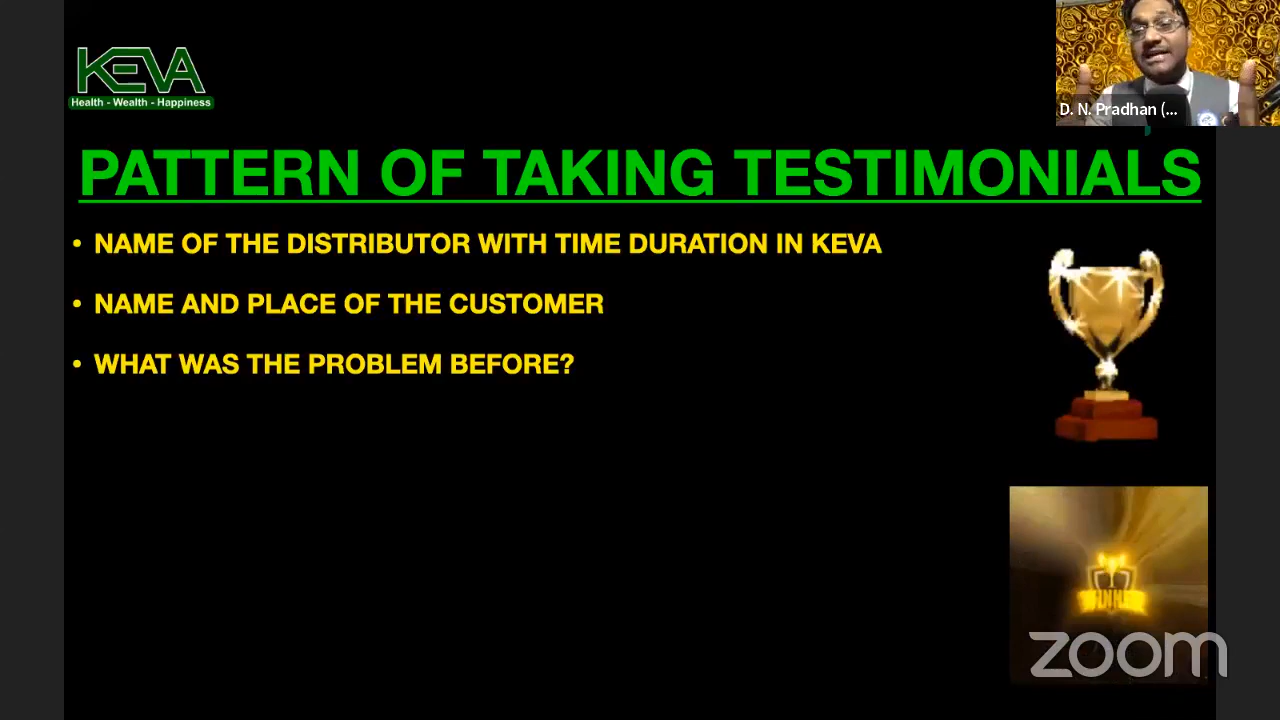 KEVA
Health - Wealth - Happiness
D. N. Pradhan (...
PATTERN OF TAKING TESTIMONIALS
• NAME OF THE DISTRIBUTOR WITH TIME DURATION IN KEVA
• NAME AND PLACE OF THE CUSTOMER
• WHAT WAS THE PROBLEM BEFORE?
WINNER
zoom